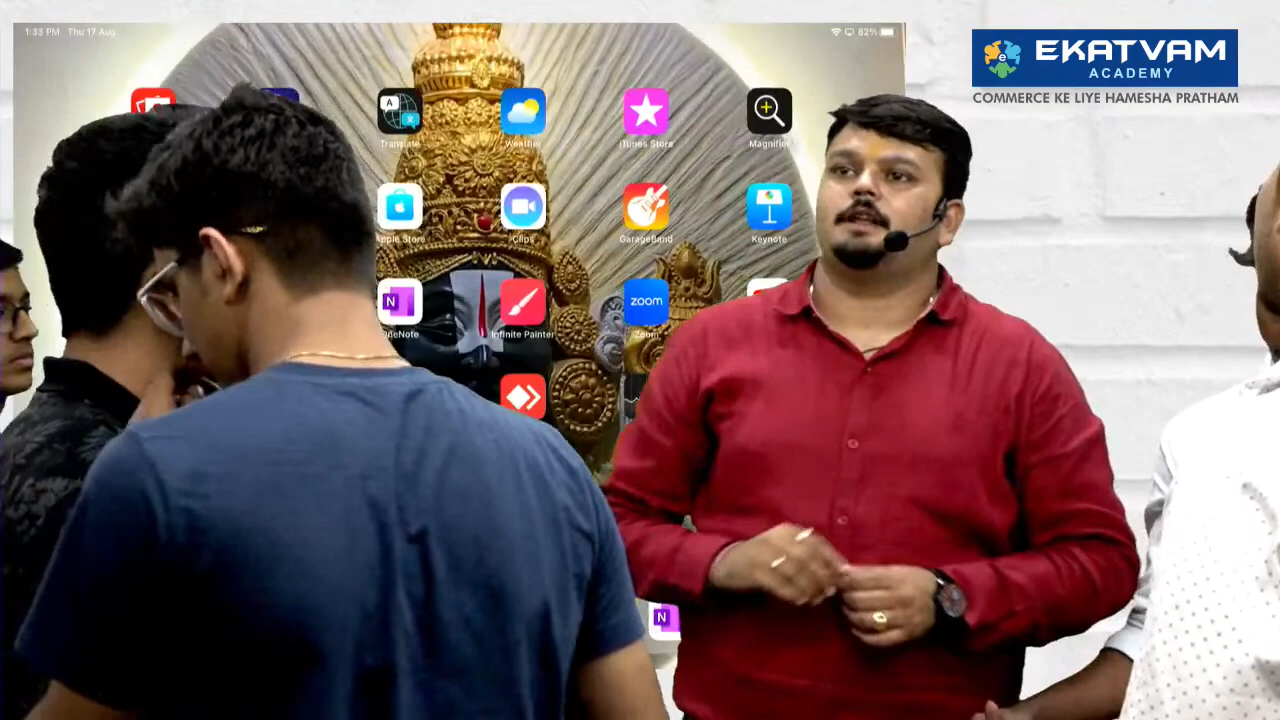 1:33 PM Thu 17 Aug
82%
EKATVAM
ACADEMY
COMMERCE KE LIYE HAMESHA PRATHAM
Translate
Weather
iTunes Store
Magnifier
Apple Store
Clips
GarageBand
Keynote
OneNote
Infinite Painter
zoom
Zoom
N
N
A
e